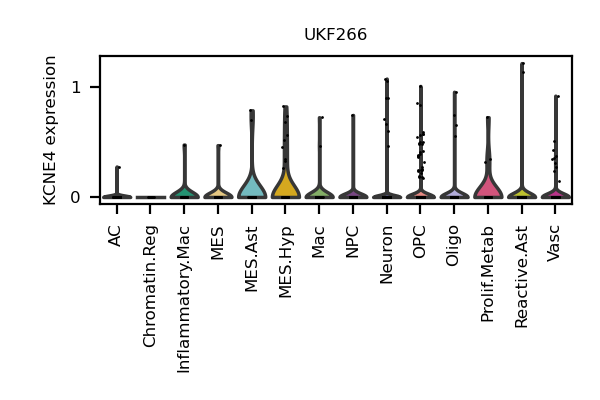 UKF266
KCNE4 expression
1
0
AC
Chromatin.Reg
Inflammatory.Mac
MES
MES.Ast
MES.Hyp
Mac
NPC
Neuron
OPC
Oligo
Prolif.Metab
Reactive.Ast
Vasc